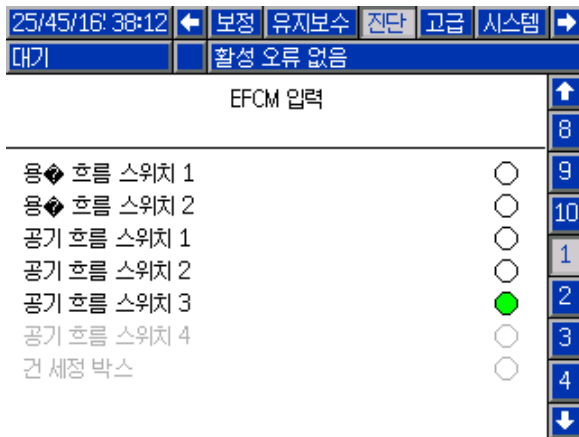 25/45/16! 38:12 보정 유지보수 진단 고급 시스템
대기 활성 오류 없음
EFCM 입력
8
용� 흐름 스위치 1
9
용� 흐름 스위치 2
10
공기 흐름 스위치 1
1
공기 흐름 스위치 2
공기 흐름 스위치 3
2
공기 흐름 스위치 4
3
건 세정 박스
4